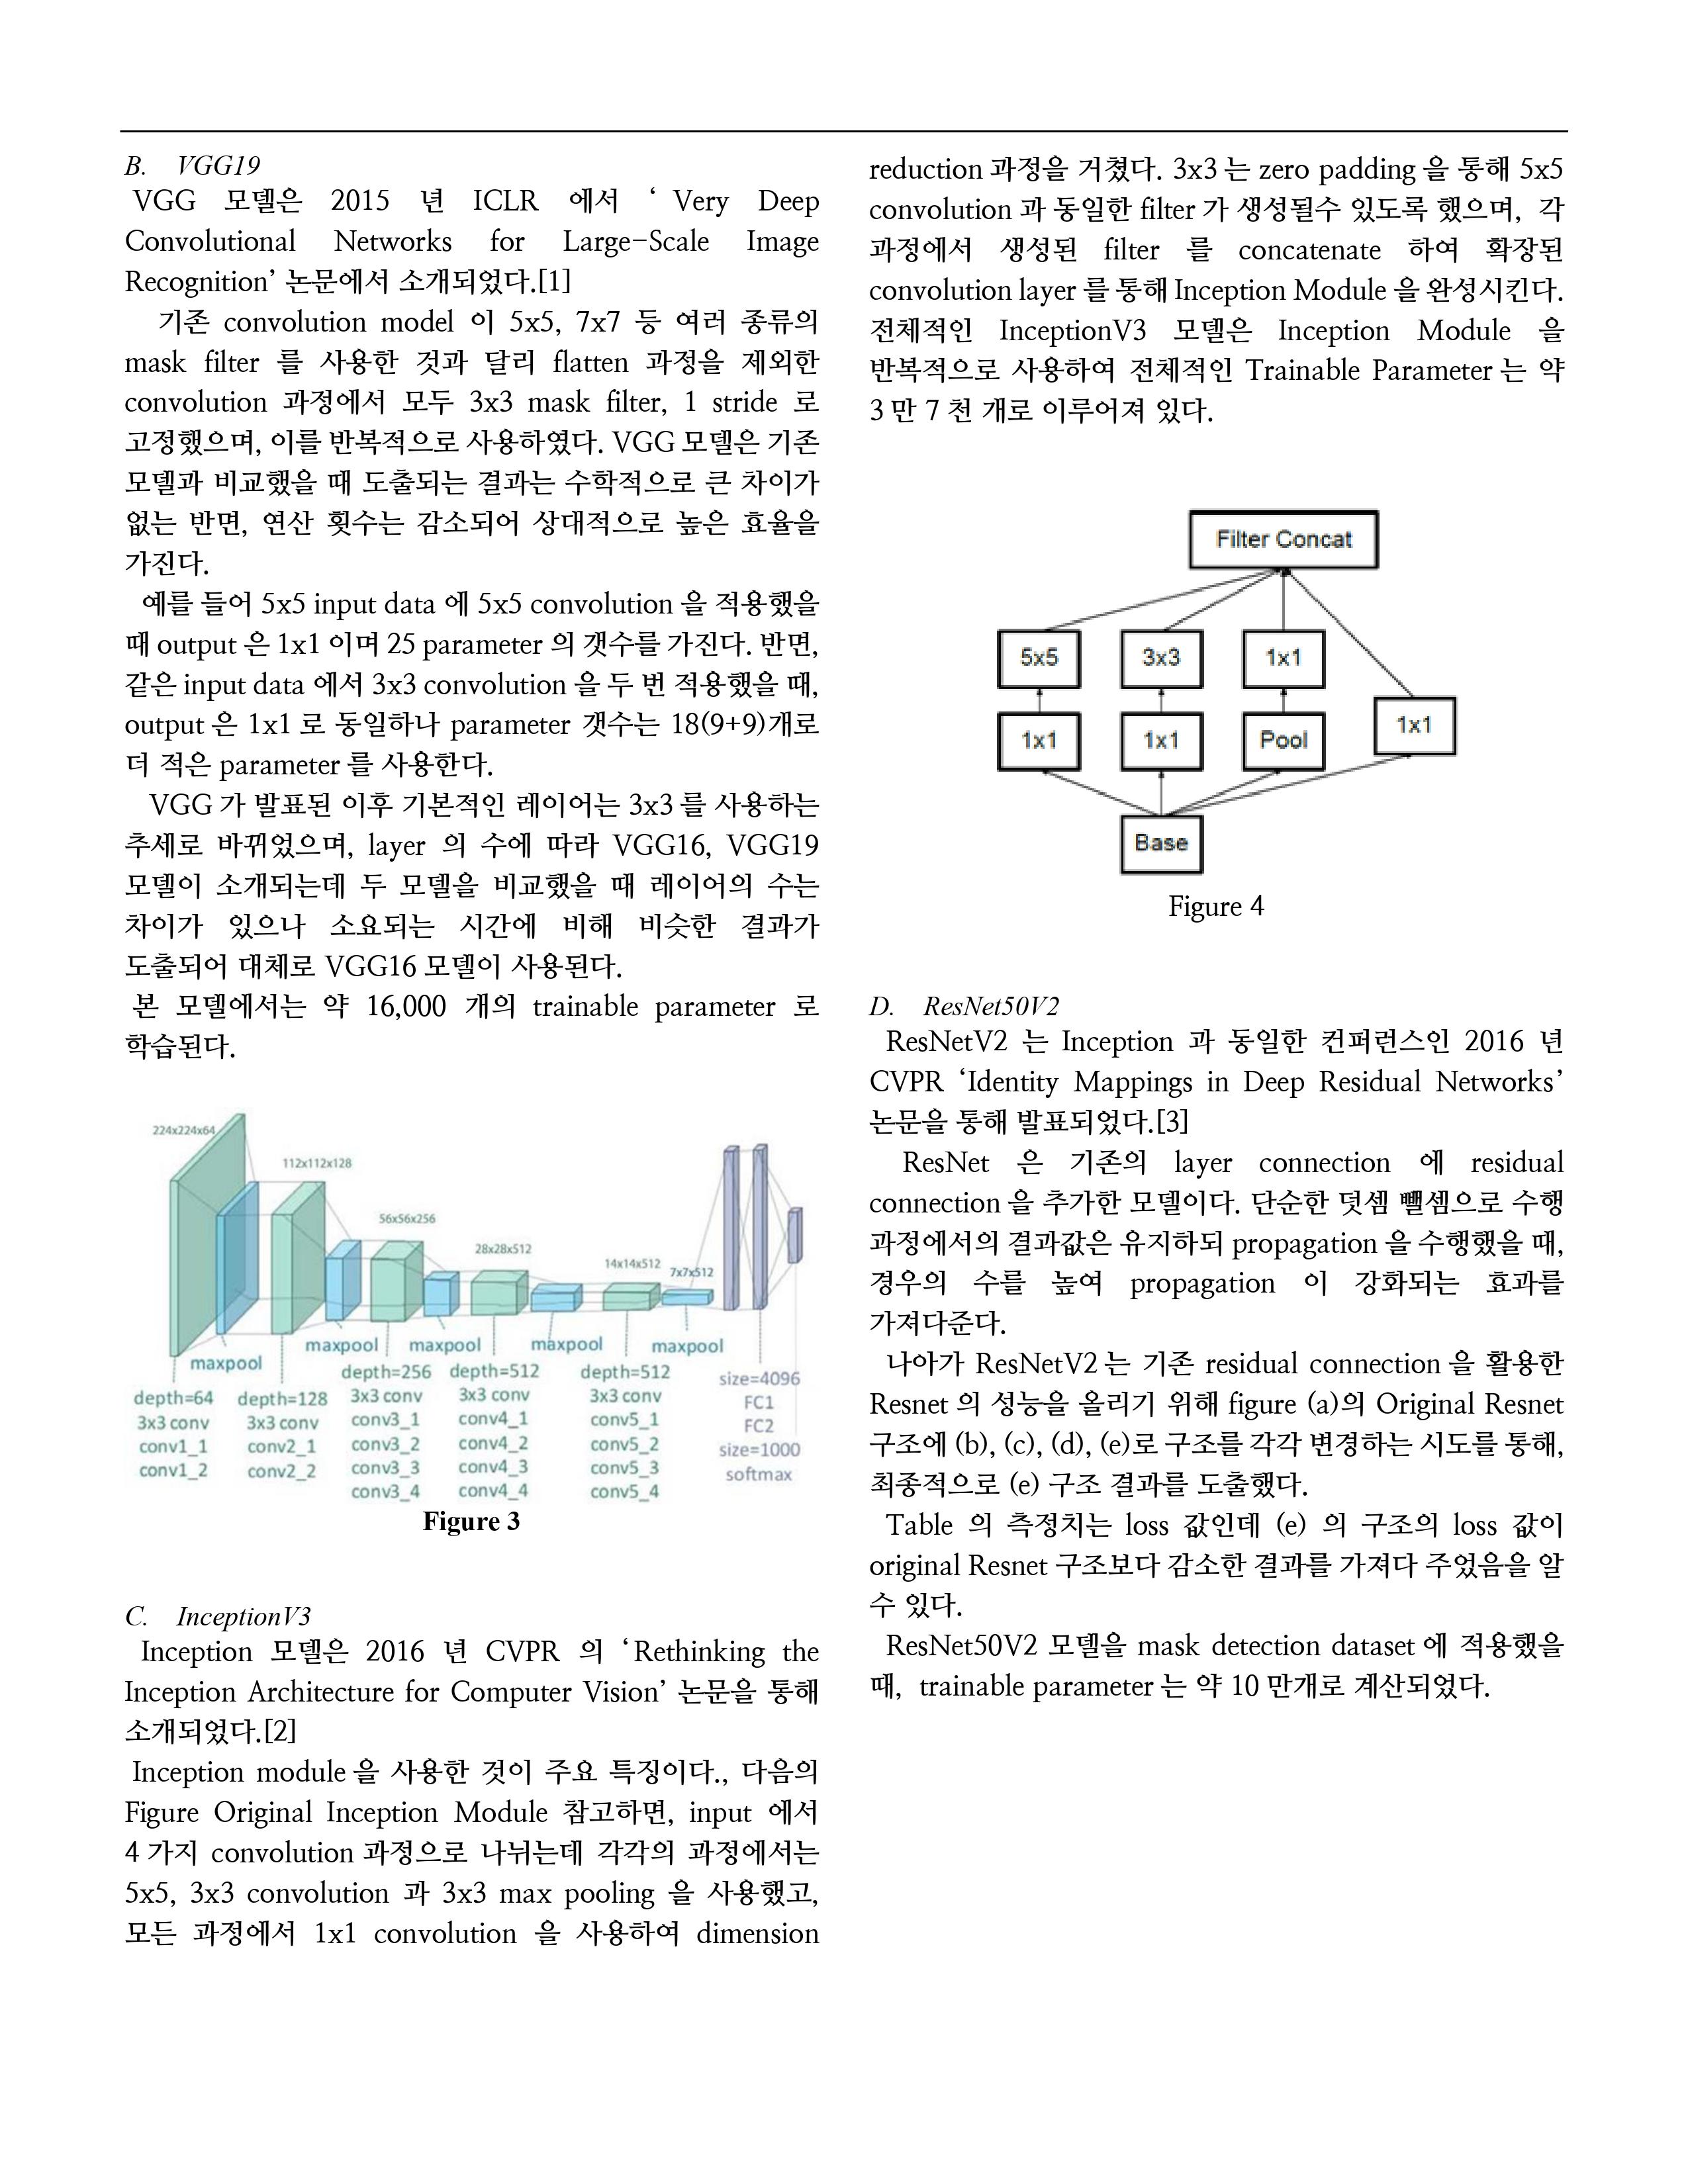 B. VGG19
VGG 모델은 2015 년 ICLR 에서 ‘ Very Deep
Convolutional Networks for Large-Scale Image
Recognition’ 논문에서 소개되었다.[1]
기존 convolution model 이 5x5, 7x7 등 여러 종류의
mask filter 를 사용한 것과 달리 flatten 과정을 제외한
convolution 과정에서 모두 3x3 mask filter, 1 stride 로
고정했으며, 이를 반복적으로 사용하였다. VGG 모델은 기존
모델과 비교했을 때 도출되는 결과는 수학적으로 큰 차이가
없는 반면, 연산 횟수는 감소되어 상대적으로 높은 효율을
가진다.
예를 들어 5x5 input data 에 5x5 convolution 을 적용했을
때 output 은 1x1 이며 25 parameter 의 갯수를 가진다. 반면,
같은 input data 에서 3x3 convolution 을 두 번 적용했을 때,
output 은 1x1 로 동일하나 parameter 갯수는 18(9+9)개로
더 적은 parameter 를 사용한다.
VGG 가 발표된 이후 기본적인 레이어는 3x3 를 사용하는
추세로 바뀌었으며, layer 의 수에 따라 VGG16, VGG19
모델이 소개되는데 두 모델을 비교했을 때 레이어의 수는
차이가 있으나 소요되는 시간에 비해 비슷한 결과가
도출되어 대체로 VGG16 모델이 사용된다.
본 모델에서는 약 16,000 개의 trainable parameter 로
학습된다.
224x224x64
112x112x128
56x56x256
28x28x512
14x14x512
7x7x512
maxpool
maxpool
maxpool
maxpool
maxpool
depth=64
3x3 conv
conv1_1
conv1_2
depth=128
3x3 conv
conv2_1
conv2_2
depth=256
3x3 conv
conv3_1
conv3_2
conv3_3
conv3_4
depth=512
3x3 conv
conv4_1
conv4_2
conv4_3
conv4_4
depth=512
3x3 conv
conv5_1
conv5_2
conv5_3
conv5_4
size=4096
FC1
FC2
size=1000
softmax
Figure 3
C. InceptionV3
Inception 모델은 2016 년 CVPR 의 ‘Rethinking the
Inception Architecture for Computer Vision’ 논문을 통해
소개되었다.[2]
Inception module 을 사용한 것이 주요 특징이다., 다음의
Figure Original Inception Module 참고하면, input 에서
4 가지 convolution 과정으로 나뉘는데 각각의 과정에서는
5x5, 3x3 convolution 과 3x3 max pooling 을 사용했고,
모든 과정에서 1x1 convolution 을 사용하여 dimension
reduction 과정을 거쳤다. 3x3 는 zero padding 을 통해 5x5
convolution 과 동일한 filter 가 생성될수 있도록 했으며, 각
과정에서 생성된 filter 를 concatenate 하여 확장된
convolution layer 를 통해 Inception Module 을 완성시킨다.
전체적인 InceptionV3 모델은 Inception Module 을
반복적으로 사용하여 전체적인 Trainable Parameter 는 약
3 만 7 천 개로 이루어져 있다.
Filter Concat
5x5 3x3 1x1
1x1 1x1 Pool 1x1
Base
Figure 4
D. ResNet50V2
ResNetV2 는 Inception 과 동일한 컨퍼런스인 2016 년
CVPR ‘Identity Mappings in Deep Residual Networks’
논문을 통해 발표되었다.[3]
ResNet 은 기존의 layer connection 에 residual
connection 을 추가한 모델이다. 단순한 덧셈 뺄셈으로 수행
과정에서의 결과값은 유지하되 propagation 을 수행했을 때,
경우의 수를 높여 propagation 이 강화되는 효과를
가져다준다.
나아가 ResNetV2 는 기존 residual connection 을 활용한
Resnet 의 성능을 올리기 위해 figure (a)의 Original Resnet
구조에 (b), (c), (d), (e)로 구조를 각각 변경하는 시도를 통해,
최종적으로 (e) 구조 결과를 도출했다.
Table 의 측정치는 loss 값인데 (e) 의 구조의 loss 값이
original Resnet 구조보다 감소한 결과를 가져다 주었음을 알
수 있다.
ResNet50V2 모델을 mask detection dataset 에 적용했을
때, trainable parameter 는 약 10 만개로 계산되었다.